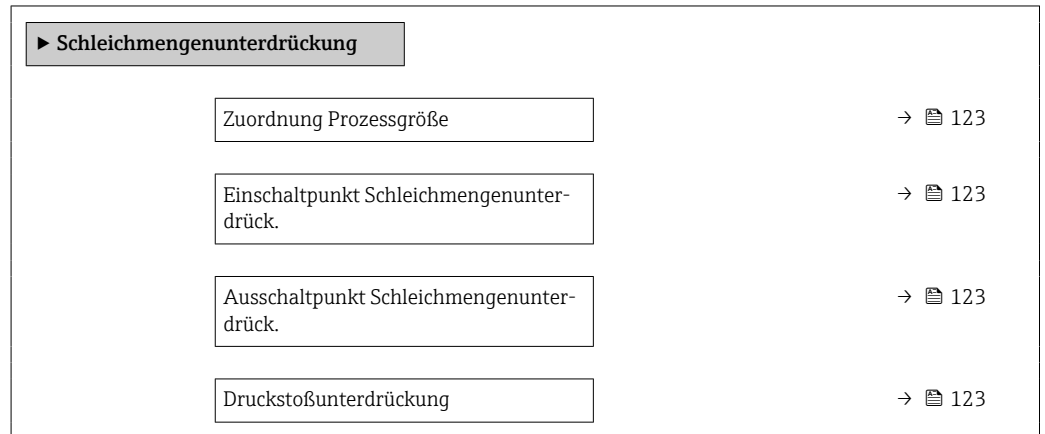 ► Schleichmengenunterdrückung
Zuordnung Prozessgröße → 123
Einschaltpunkt Schleichmengenunter- → 123
drück.
Ausschaltpunkt Schleichmengenunter- → 123
drück.
Druckstoßunterdrückung → 123